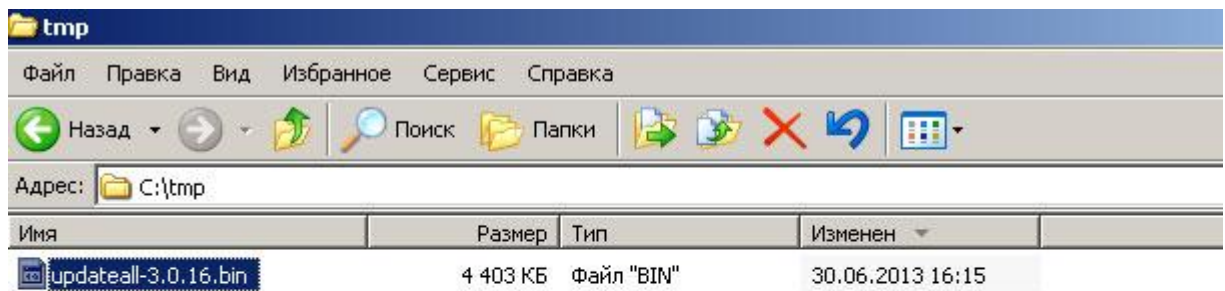 tmp
Файл Правка Вид Избранное Сервис Справка
Назад Поиск Папки
Адрес: C:\tmp
Имя Размер Тип Изменен
updateall-3.0.16.bin 4 403 КБ Файл "BIN" 30.06.2013 16:15